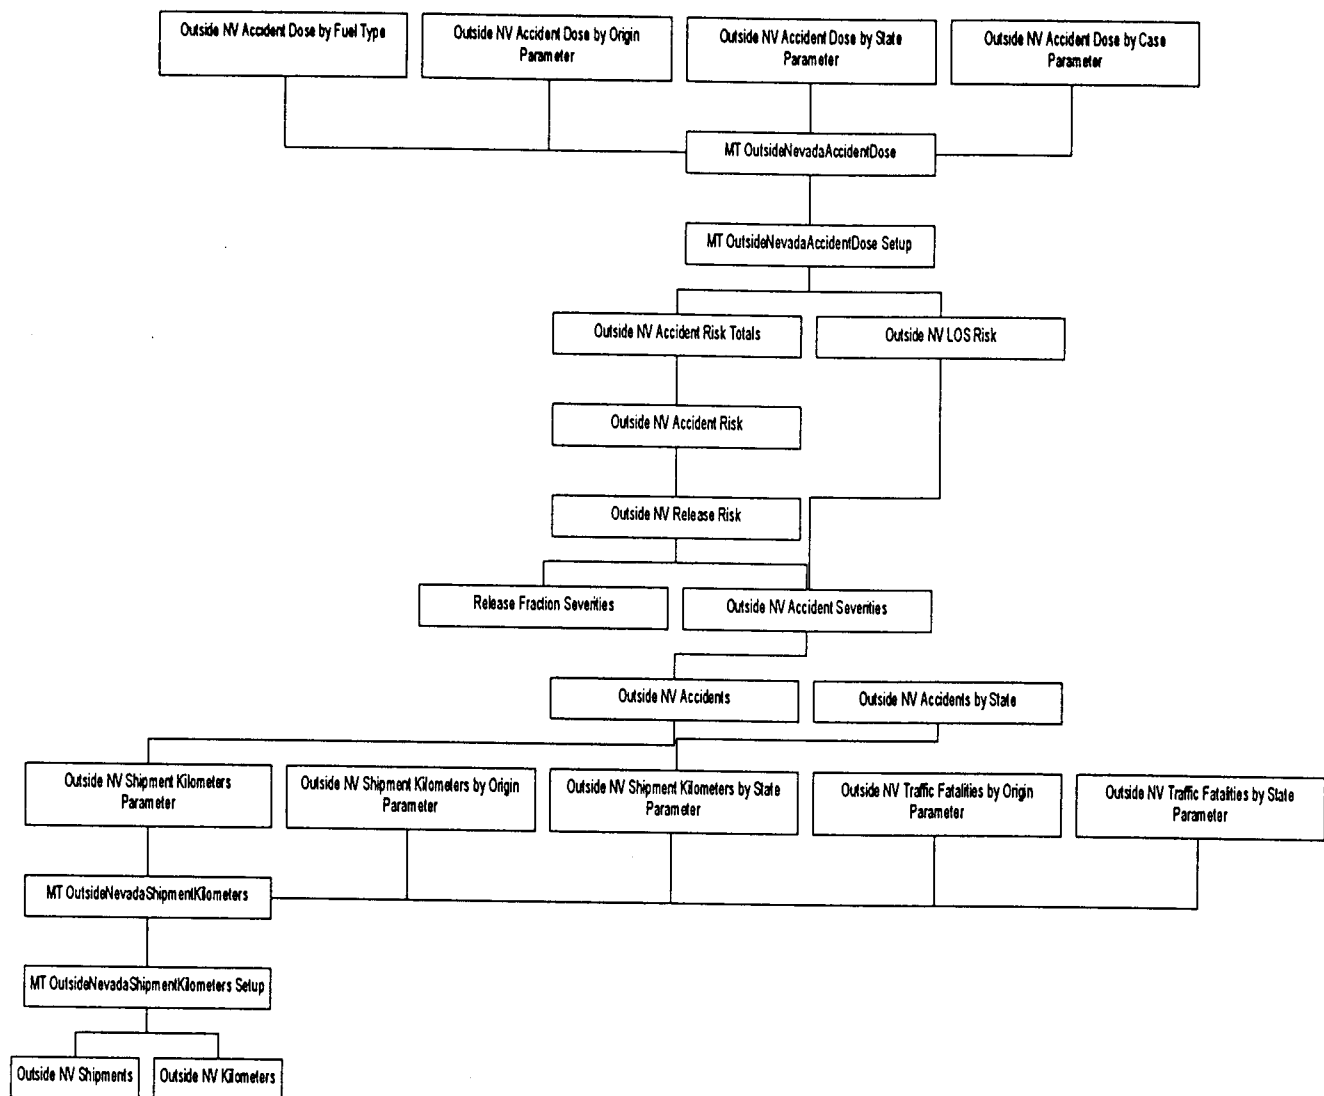 Outside NV Accident Dose by Fuel Type
Outside NV Accident Dose by Origin
Parameter
Outside NV Accident Dose by State
Parameter
Outside NV Accident Dose by Case
Parameter
MT OutsideNevadaAccidentDose
MT OutsideNevadaAccidentDose Setup
Outside NV Accident Risk Totals
Outside NV LOS Risk
Outside NV Accident Risk
Outside NV Release Risk
Release Fraction Severities
Outside NV Accident Severities
Outside NV Accidents
Outside NV Accidents by State
Outside NV Shipment Kilometers
Parameter
Outside NV Shipment Kilometers by Origin
Parameter
Outside NV Shipment Kilometers by State
Parameter
Outside NV Traffic Fatalities by Origin
Parameter
Outside NV Traffic Fatalities by State
Parameter
MT OutsideNevadaShipmentKilometers
MT OutsideNevadaShipmentKilometers Setup
Outside NV Shipments
Outside NV Kilometers